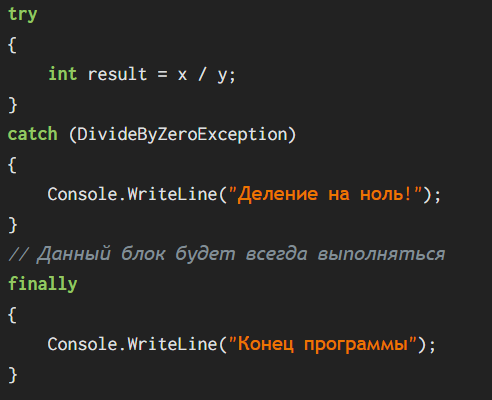 try
{
    int result = x / y;
}
catch (DivideByZeroException)
{
    Console.WriteLine("Деление на ноль!");
}
// Данный блок будет всегда выполняться
finally
{
    Console.WriteLine("Конец программы");
}